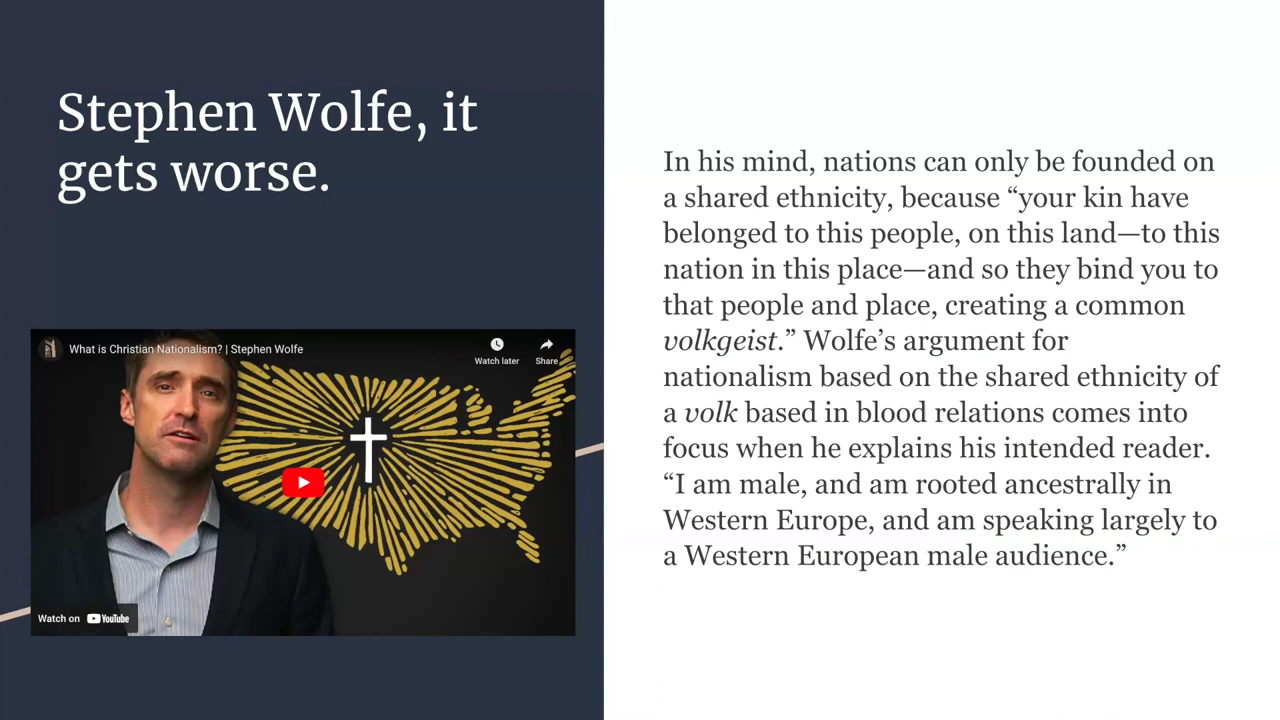 Stephen Wolfe, it
gets worse.
What is Christian Nationalism? | Stephen Wolfe
Watch later
Share
Watch on YouTube
In his mind, nations can only be founded on
a shared ethnicity, because “your kin have
belonged to this people, on this land—to this
nation in this place—and so they bind you to
that people and place, creating a common
volkgeist.” Wolfe’s argument for
nationalism based on the shared ethnicity of
a volk based in blood relations comes into
focus when he explains his intended reader.
“I am male, and am rooted ancestrally in
Western Europe, and am speaking largely to
a Western European male audience.”